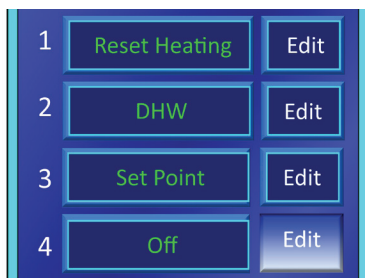 1 Reset Heating Edit
2 DHW Edit
3 Set Point Edit
4 Off Edit